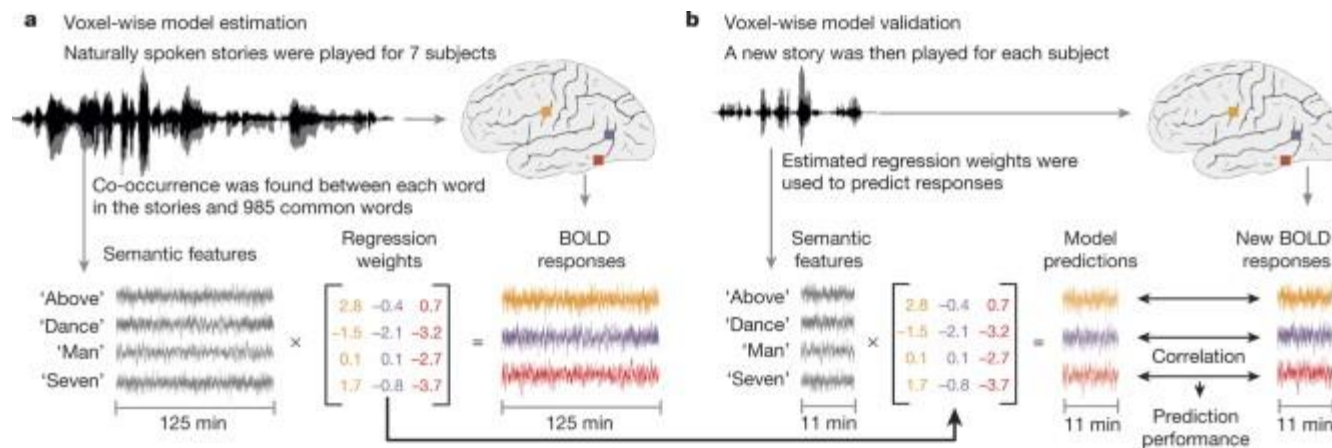 a Voxel-wise model estimation
Naturally spoken stories were played for 7 subjects
Co-occurrence was found between each word
in the stories and 985 common words
Semantic features
Regression
weights
BOLD
responses
'Above'
'Dance'
'Man'
'Seven'
×
2.8 −0.4 0.7
−1.5 −2.1 −3.2
0.1 0.1 −2.7
1.7 −0.8 −3.7
=
125 min
125 min
b Voxel-wise model validation
A new story was then played for each subject
Estimated regression weights were
used to predict responses
Semantic
features
Model
predictions
New BOLD
responses
'Above'
'Dance'
'Man'
'Seven'
×
2.8 −0.4 0.7
−1.5 −2.1 −3.2
0.1 0.1 −2.7
1.7 −0.8 −3.7
=
Correlation
11 min
11 min
Prediction
performance
11 min